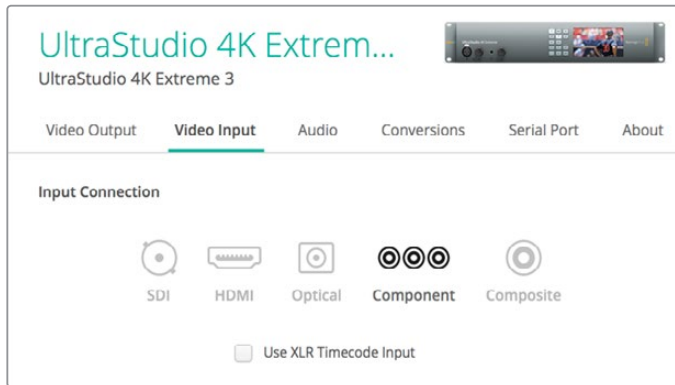 UltraStudio 4K Extrem...
UltraStudio 4K Extreme 3
Video Output Video Input Audio Conversions Serial Port About
Input Connection
SDI HDMI Optical Component Composite
Use XLR Timecode Input